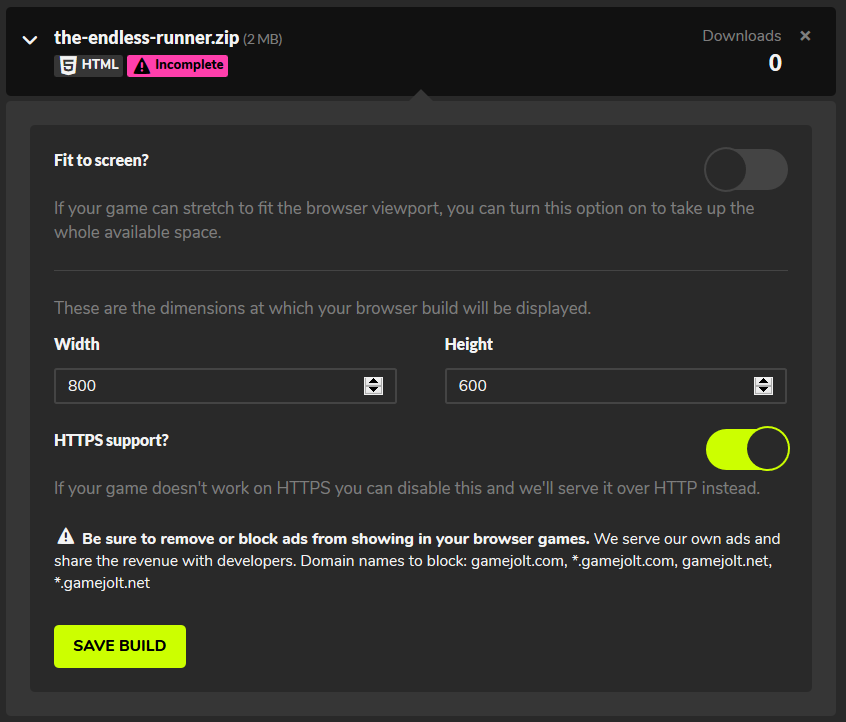 the-endless-runner.zip (2 MB)
Downloads
HTML
Incomplete
0
Fit to screen?
If your game can stretch to fit the browser viewport, you can turn this option on to take up the
whole available space.
These are the dimensions at which your browser build will be displayed.
Width
Height
800
600
HTTPS support?
If your game doesn't work on HTTPS you can disable this and we'll serve it over HTTP instead.
Be sure to remove or block ads from showing in your browser games. We serve our own ads and
share the revenue with developers. Domain names to block: gamejolt.com, *.gamejolt.com, gamejolt.net,
*.gamejolt.net
SAVE BUILD